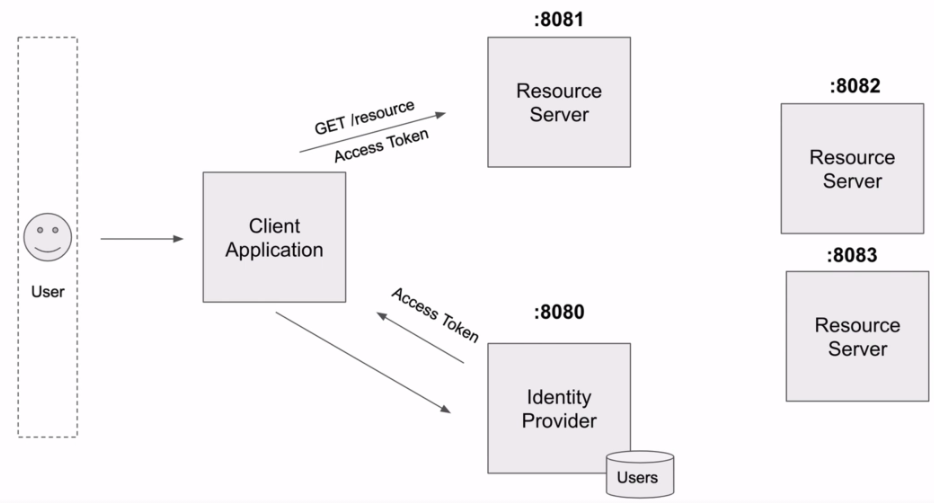 :8081
Resource
Server
:8082
Resource
Server
GET /resource
Access Token
Client
Application
User
:8083
Resource
Server
Access Token
:8080
Identity
Provider
Users